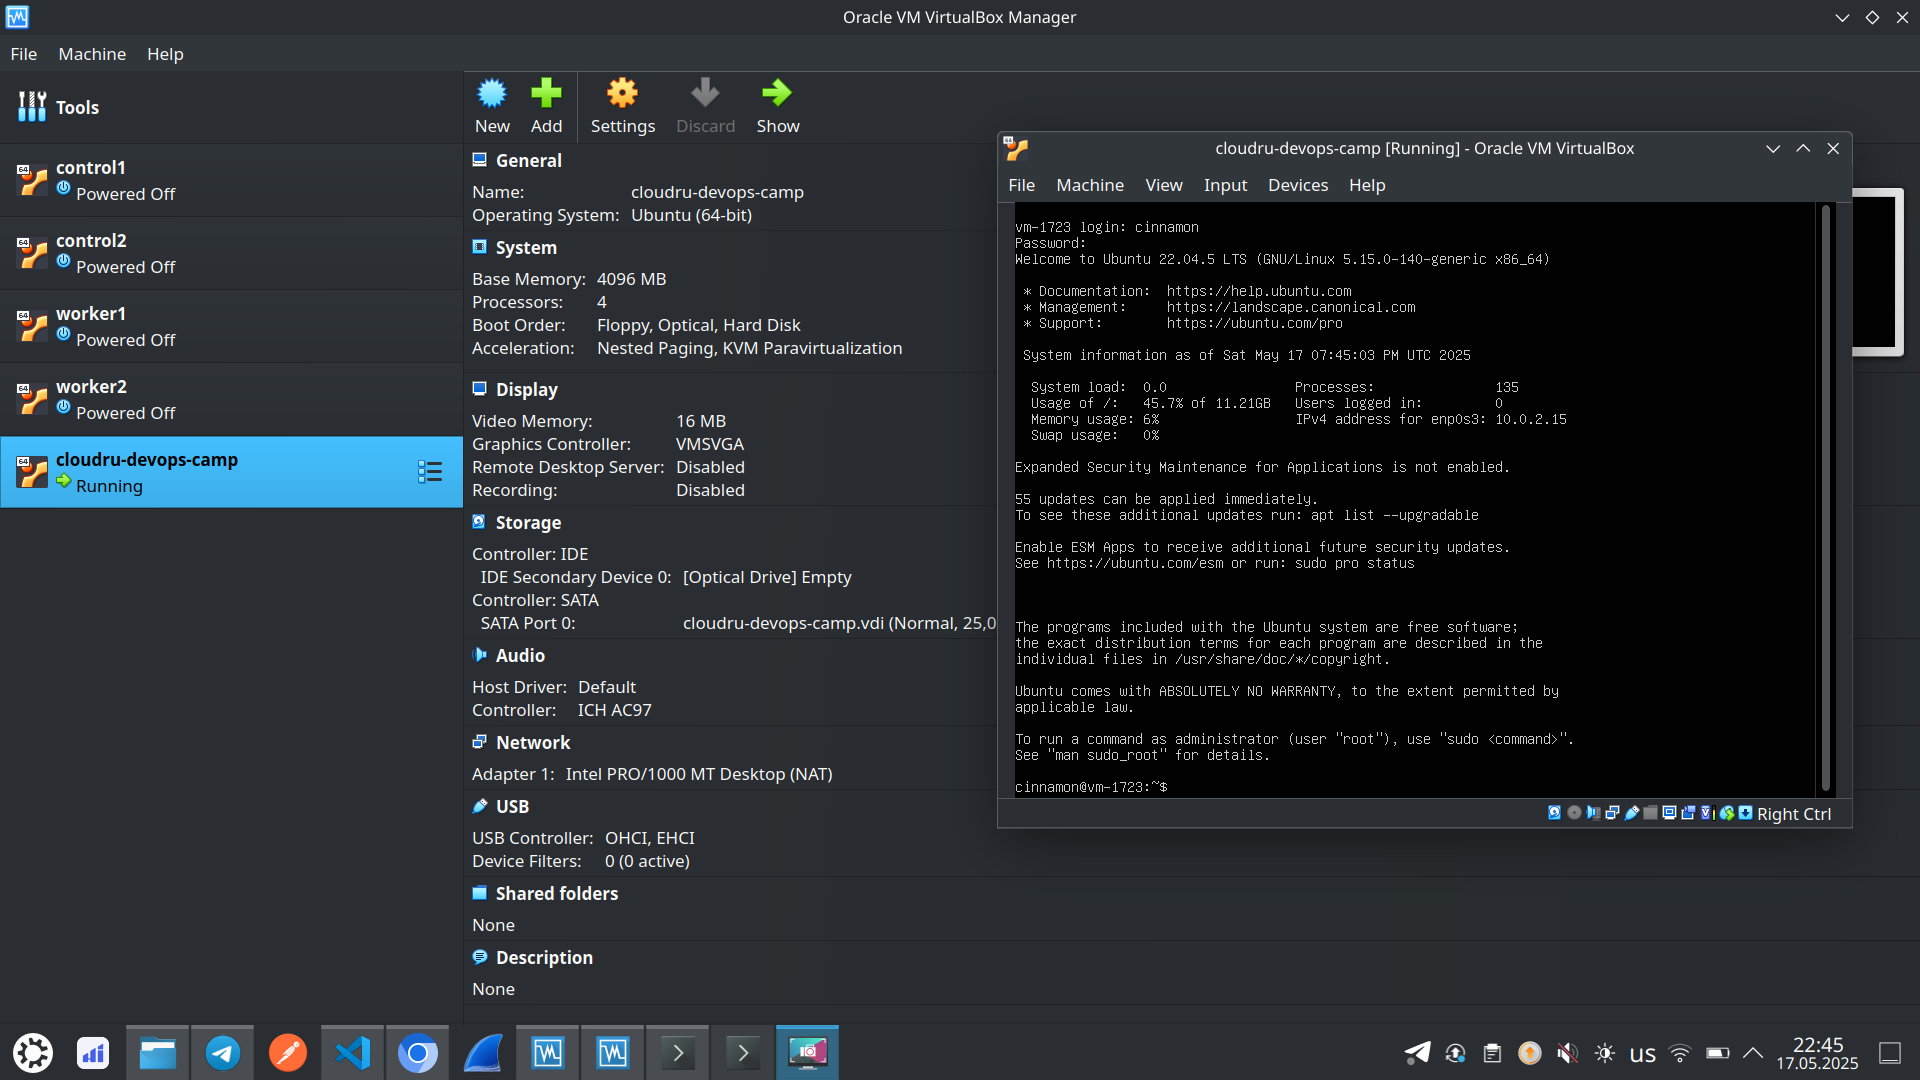 Oracle VM VirtualBox Manager
File Machine Help
Tools
control1
Powered Off
control2
Powered Off
worker1
Powered Off
worker2
Powered Off
cloudru-devops-camp
Running
New Add Settings Discard Show
General
Name: cloudru-devops-camp
Operating System: Ubuntu (64-bit)
System
Base Memory: 4096 MB
Processors: 4
Boot Order: Floppy, Optical, Hard Disk
Acceleration: Nested Paging, KVM Paravirtualization
Display
Video Memory: 16 MB
Graphics Controller: VMSVGA
Remote Desktop Server: Disabled
Recording: Disabled
Storage
Controller: IDE
IDE Secondary Device 0: [Optical Drive] Empty
Controller: SATA
SATA Port 0: cloudru-devops-camp.vdi (Normal, 25,0
Audio
Host Driver: Default
Controller: ICH AC97
Network
Adapter 1: Intel PRO/1000 MT Desktop (NAT)
USB
USB Controller: OHCI, EHCI
Device Filters: 0 (0 active)
Shared folders
None
Description
None
cloudru-devops-camp [Running] - Oracle VM VirtualBox
File Machine View Input Devices Help
vm-1723 login: cinnamon
Password:
Welcome to Ubuntu 22.04.5 LTS (GNU/Linux 5.15.0-140-generic x86_64)
* Documentation: https://help.ubuntu.com
* Management: https://landscape.canonical.com
* Support: https://ubuntu.com/pro
System information as of Sat May 17 07:45:03 PM UTC 2025
System load: 0.0 Processes: 135
Usage of /: 45.7% of 11.21GB Users logged in: 0
Memory usage: 6% IPv4 address for enp0s3: 10.0.2.15
Swap usage: 0%
Expanded Security Maintenance for Applications is not enabled.
55 updates can be applied immediately.
To see these additional updates run: apt list --upgradable
Enable ESM Apps to receive additional future security updates.
See https://ubuntu.com/esm or run: sudo pro status
The programs included with the Ubuntu system are free software;
the exact distribution terms for each program are described in the
individual files in /usr/share/doc/*/copyright.
Ubuntu comes with ABSOLUTELY NO WARRANTY, to the extent permitted by
applicable law.
To run a command as administrator (user "root"), use "sudo <command>".
See "man sudo_root" for details.
cinnamon@vm-1723:~$
Right Ctrl
us
22:45
17.05.2025